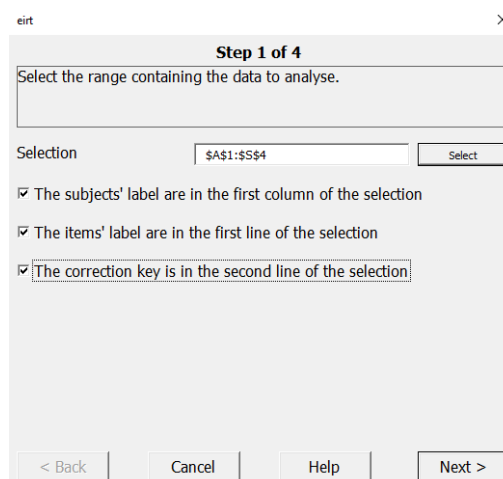 eirt
Step 1 of 4
Select the range containing the data to analyse.
Selection $A$1:$S$4 Select
The subjects' label are in the first column of the selection
The items' label are in the first line of the selection
The correction key is in the second line of the selection
< Back Cancel Help Next >